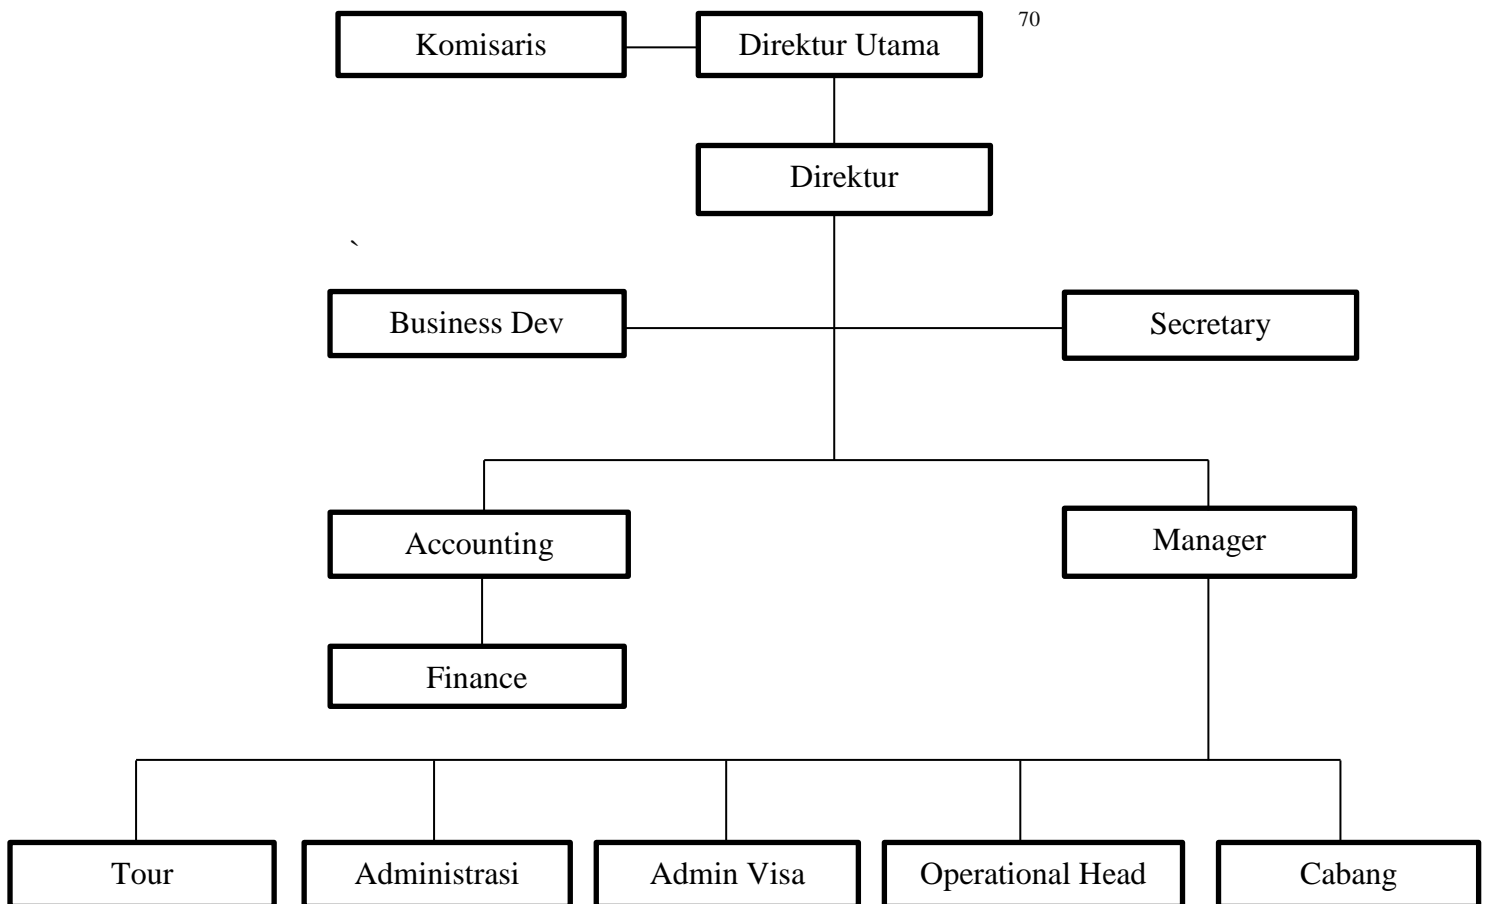 70
Komisaris
Direktur Utama
Direktur
`
Business Dev
Secretary
Accounting
Manager
Finance
Tour
Administrasi
Admin Visa
Operational Head
Cabang